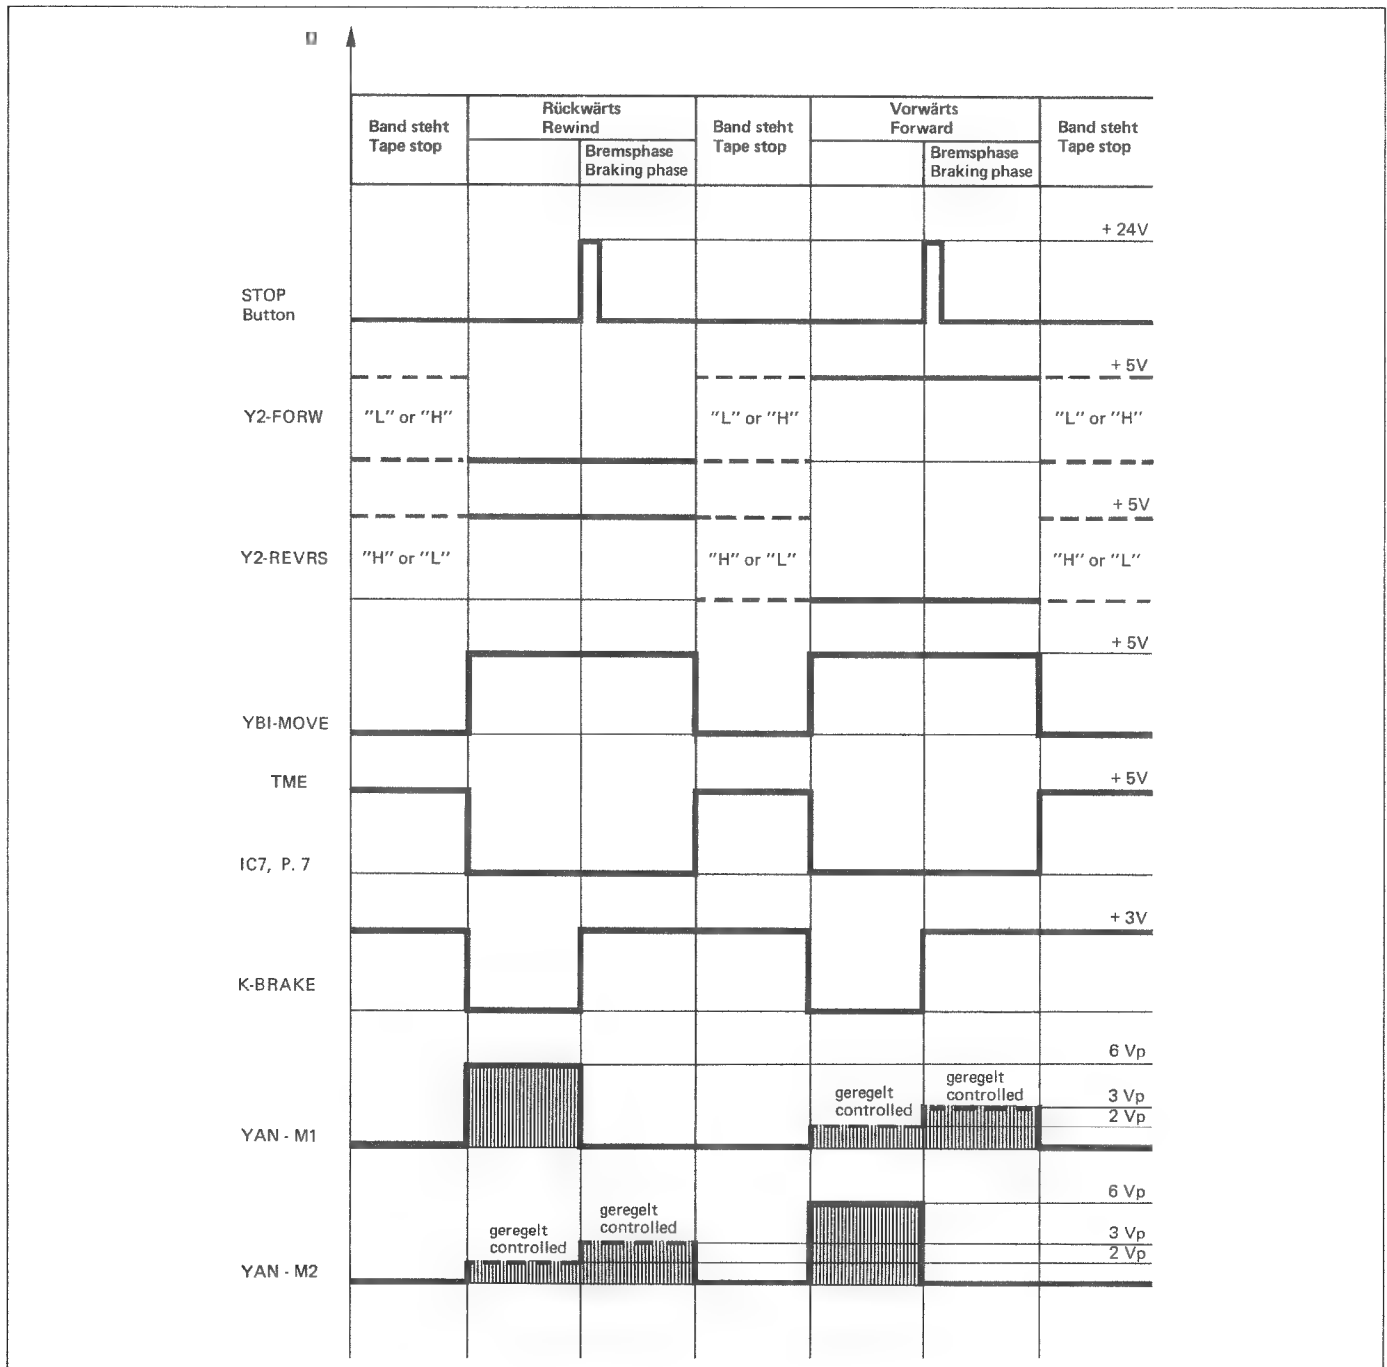 Band steht
Tape stop
Rückwärts
Rewind
Bremsphase
Braking phase
Band steht
Tape stop
Vorwärts
Forward
Bremsphase
Braking phase
Band steht
Tape stop
+ 24V
STOP
Button
+ 5V
Y2-FORW
"L" or "H"
"L" or "H"
"L" or "H"
+ 5V
Y2-REVRS
"H" or "L"
"H" or "L"
"H" or "L"
+ 5V
YBI-MOVE
TME
+ 5V
IC7, P. 7
+ 3V
K-BRAKE
6 Vp
geregelt
controlled
geregelt
controlled
3 Vp
2 Vp
YAN - M1
6 Vp
geregelt
controlled
geregelt
controlled
3 Vp
2 Vp
YAN - M2